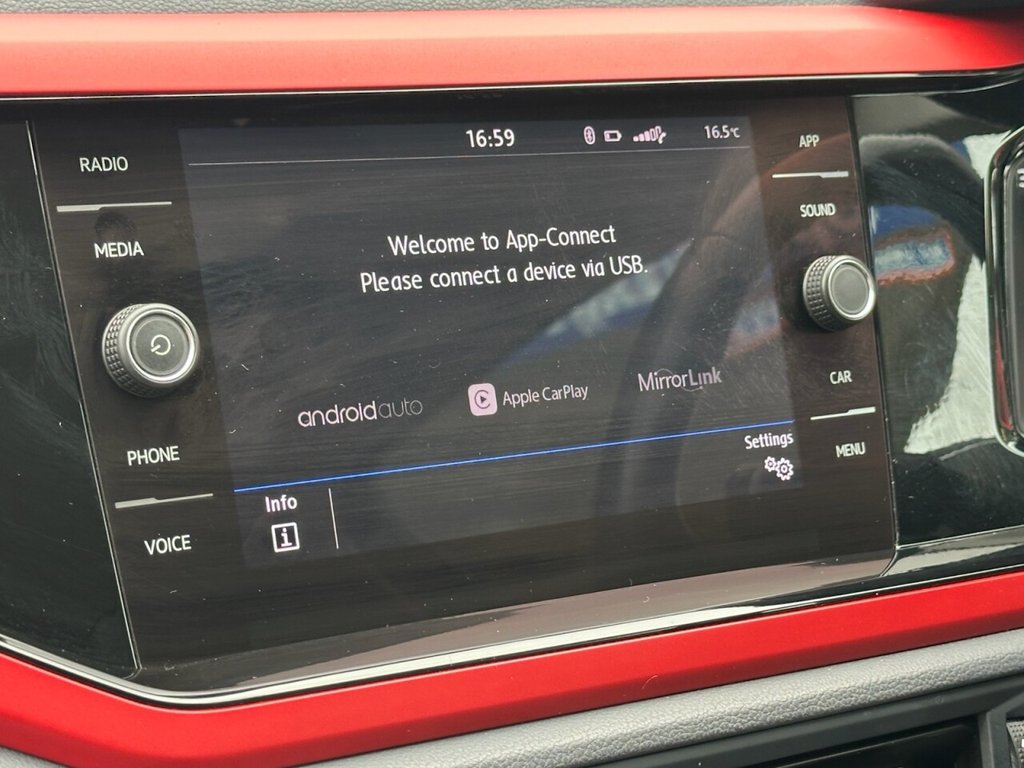 RADIO
MEDIA
PHONE
VOICE
16:59
16.5°C
Welcome to App-Connect
Please connect a device via USB.
androidauto
Apple CarPlay
MirrorLink
Settings
Info
i
APP
SOUND
CAR
MENU